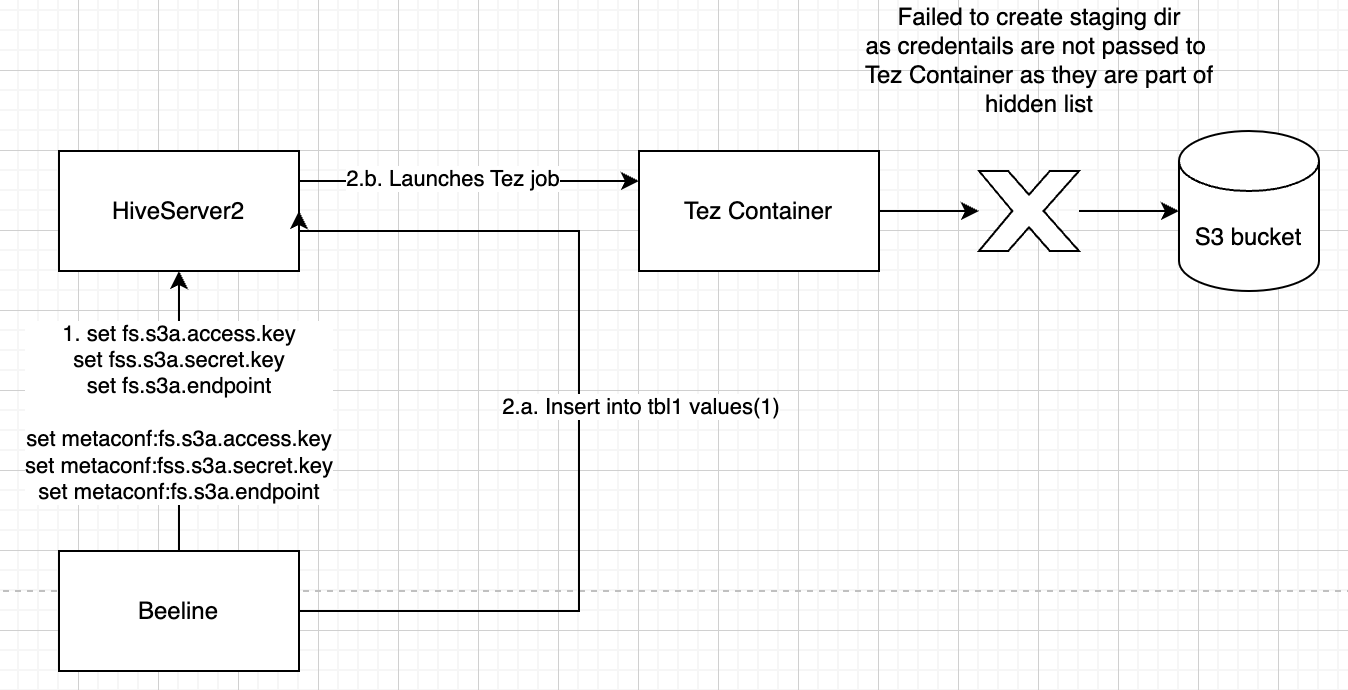 Failed to create staging dir
as credentails are not passed to
Tez Container as they are part of
hidden list
HiveServer2
2.b. Launches Tez job
Tez Container
S3 bucket
1. set fs.s3a.access.key
set fss.s3a.secret.key
set fs.s3a.endpoint
set metaconf:fs.s3a.access.key
set metaconf:fss.s3a.secret.key
set metaconf:fs.s3a.endpoint
2.a. Insert into tbl1 values(1)
Beeline